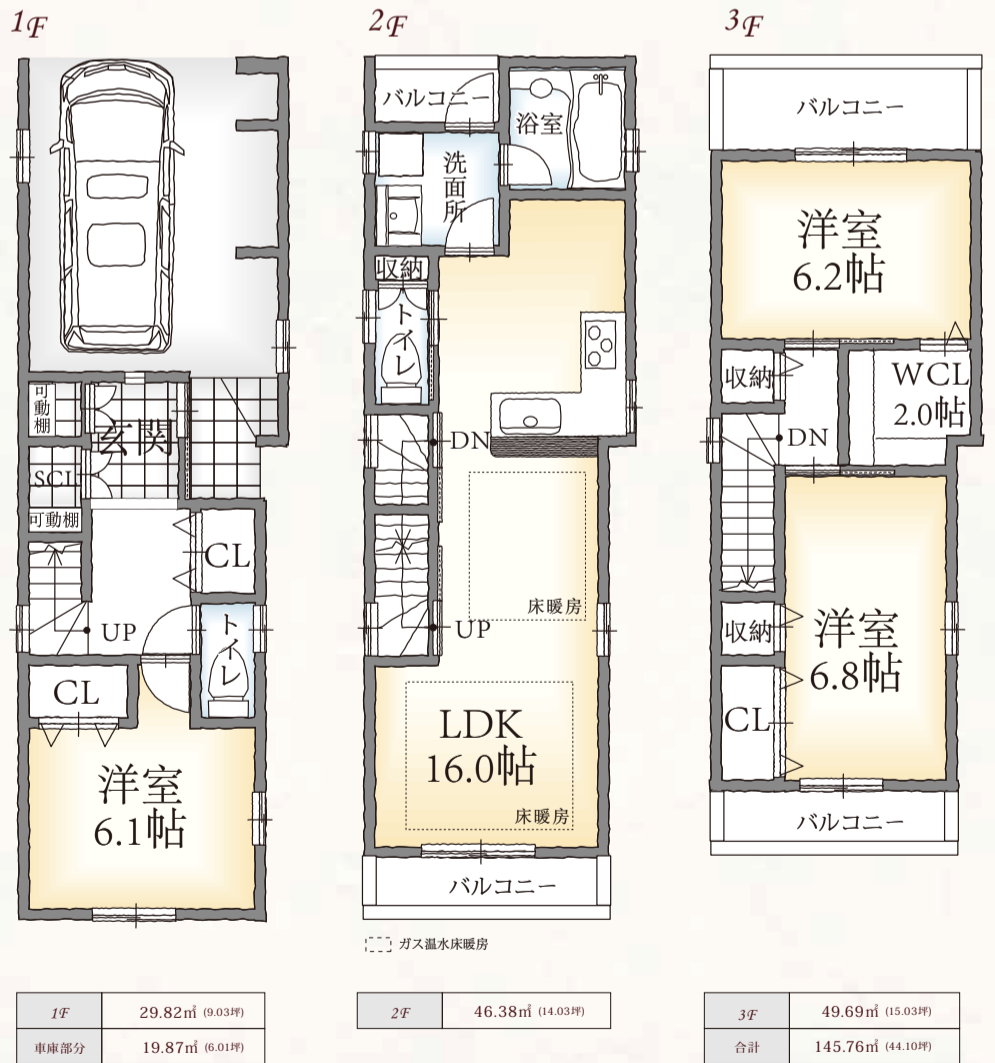 1F
可動棚
玄関
SCL
可動棚
CL
UP
トイレ
CL
洋室
6.1帖
2F
バルコニー
浴室
洗面所
収納
トイレ
DN
床暖房
UP
LDK
16.0帖
床暖房
バルコニー
ガス温水床暖房
3F
バルコニー
洋室
6.2帖
収納
WCL
2.0帖
DN
収納
洋室
6.8帖
CL
バルコニー
1F 29.82㎡ (9.03坪)
車庫部分 19.87㎡ (6.01坪)
2F 46.38㎡ (14.03坪)
3F 49.69㎡ (15.03坪)
合計 145.76㎡ (44.10坪)